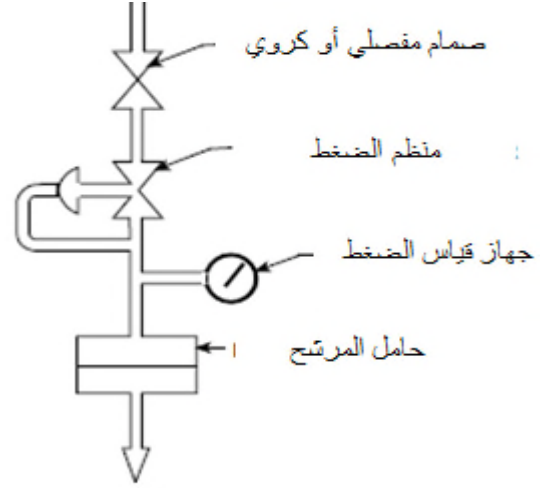 صمام مفصلي أو كروي
منظم الضغط
جهاز قياس الضغط
حامل المرشح